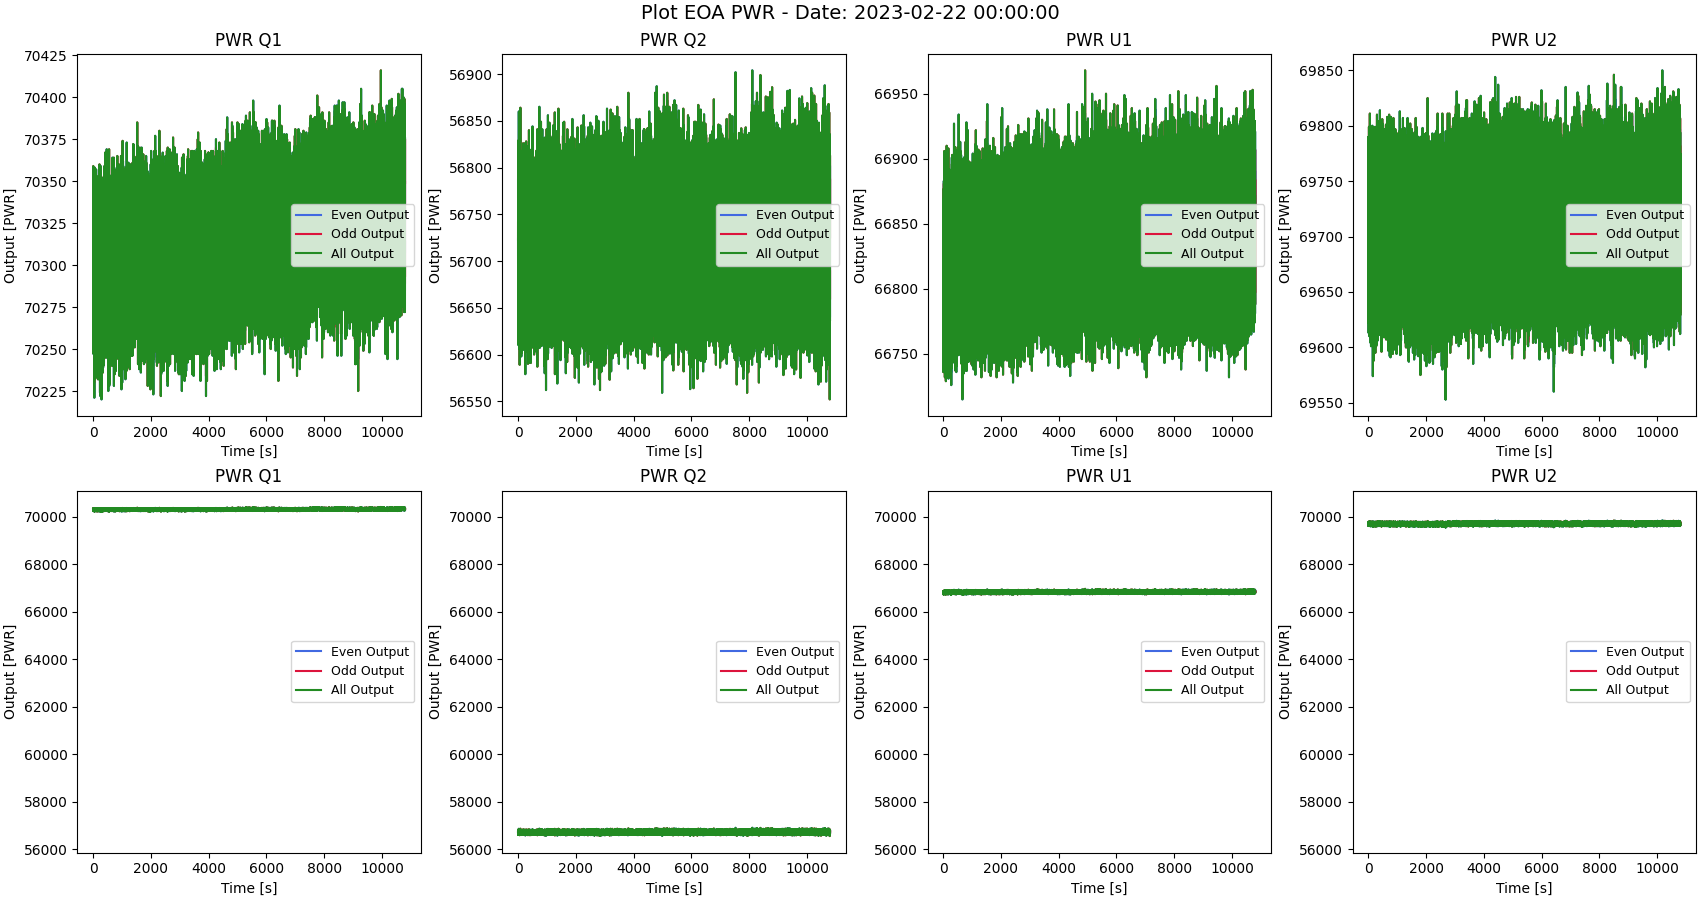 Plot EOA PWR - Date: 2023-02-22 00:00:00
PWR Q1
Output [PWR]
70425
70400
70375
70350
70325
70300
70275
70250
70225
0 2000 4000 6000 8000 10000
Time [s]
Even Output
Odd Output
All Output
PWR Q2
Output [PWR]
56900
56850
56800
56750
56700
56650
56600
56550
0 2000 4000 6000 8000 10000
Time [s]
Even Output
Odd Output
All Output
PWR U1
Output [PWR]
66950
66900
66850
66800
66750
0 2000 4000 6000 8000 10000
Time [s]
Even Output
Odd Output
All Output
PWR U2
Output [PWR]
69850
69800
69750
69700
69650
69600
69550
0 2000 4000 6000 8000 10000
Time [s]
Even Output
Odd Output
All Output
PWR Q1
Output [PWR]
70000
68000
66000
64000
62000
60000
58000
56000
0 2000 4000 6000 8000 10000
Time [s]
Even Output
Odd Output
All Output
PWR Q2
Output [PWR]
70000
68000
66000
64000
62000
60000
58000
56000
0 2000 4000 6000 8000 10000
Time [s]
Even Output
Odd Output
All Output
PWR U1
Output [PWR]
70000
68000
66000
64000
62000
60000
58000
56000
0 2000 4000 6000 8000 10000
Time [s]
Even Output
Odd Output
All Output
PWR U2
Output [PWR]
70000
68000
66000
64000
62000
60000
58000
56000
0 2000 4000 6000 8000 10000
Time [s]
Even Output
Odd Output
All Output